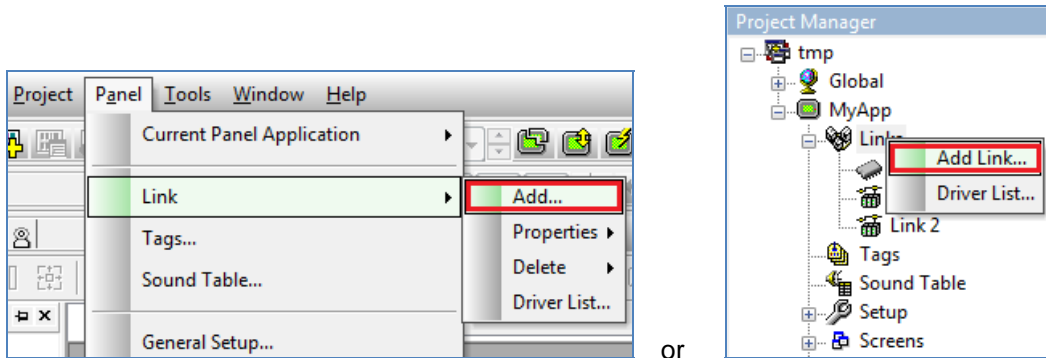 Project Panel Tools Window Help
Current Panel Application
Link
Tags...
Sound Table...
General Setup...
Add...
Properties
Delete
Driver List...
or
Project Manager
tmp
Global
MyApp
Links
Add Link...
Driver List...
Link 2
Tags
Sound Table
Setup
Screens